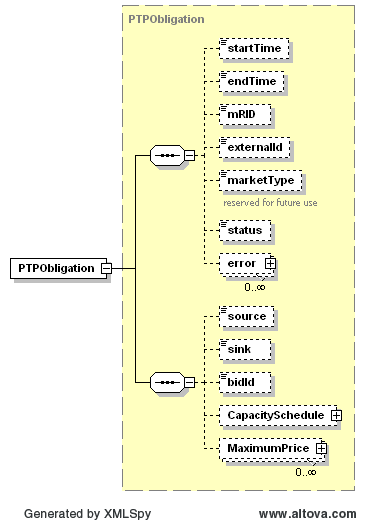 PTPObligation
startTime
endTime
mRID
externalId
marketType
reserved for future use
status
error
0..∞
PTPObligation
source
sink
bidId
CapacitySchedule
MaximumPrice
0..∞
Generated by XMLSpy
www.altova.com